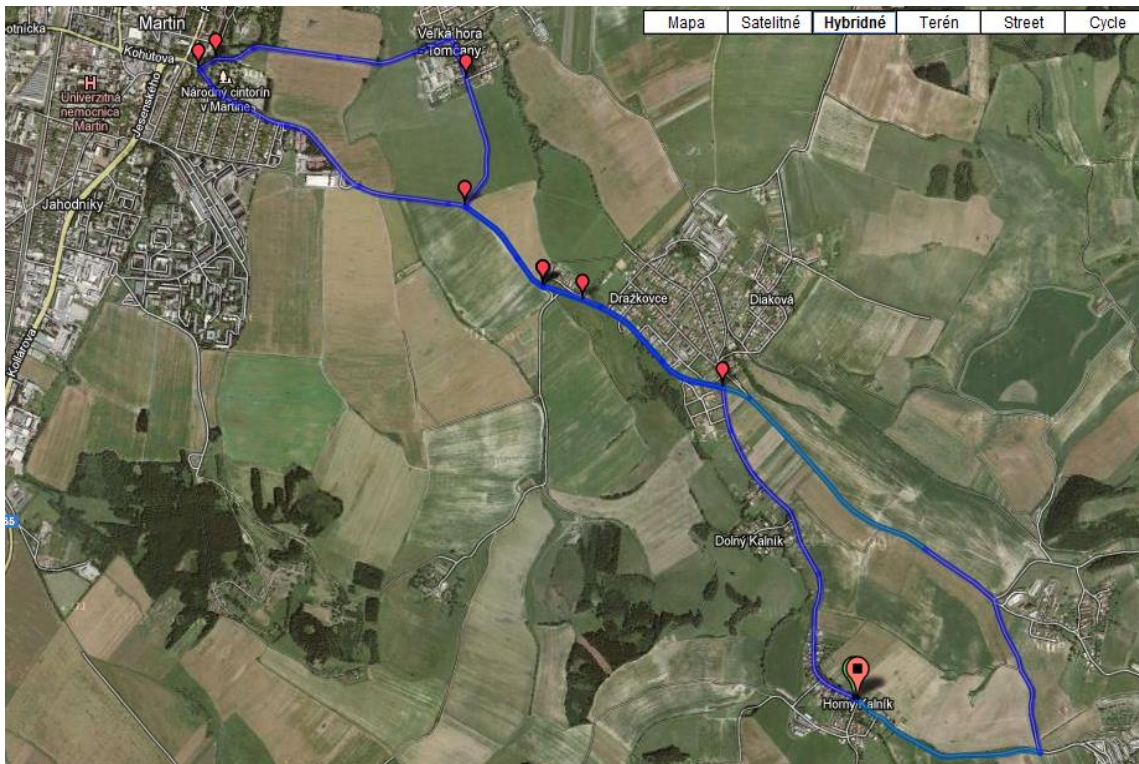 Mapa Satelitné Hybridné Terén Street Cycle
Martin
Kohútova
Jesenského
Národný cintorín
v Martine
H
Univerzitná
nemocnica
Martin
Veľká hora
Tomčany
Jahodníky
Kollárova
Dražkovce
Diaková
65
Dolný Kalník
Horný Kalník